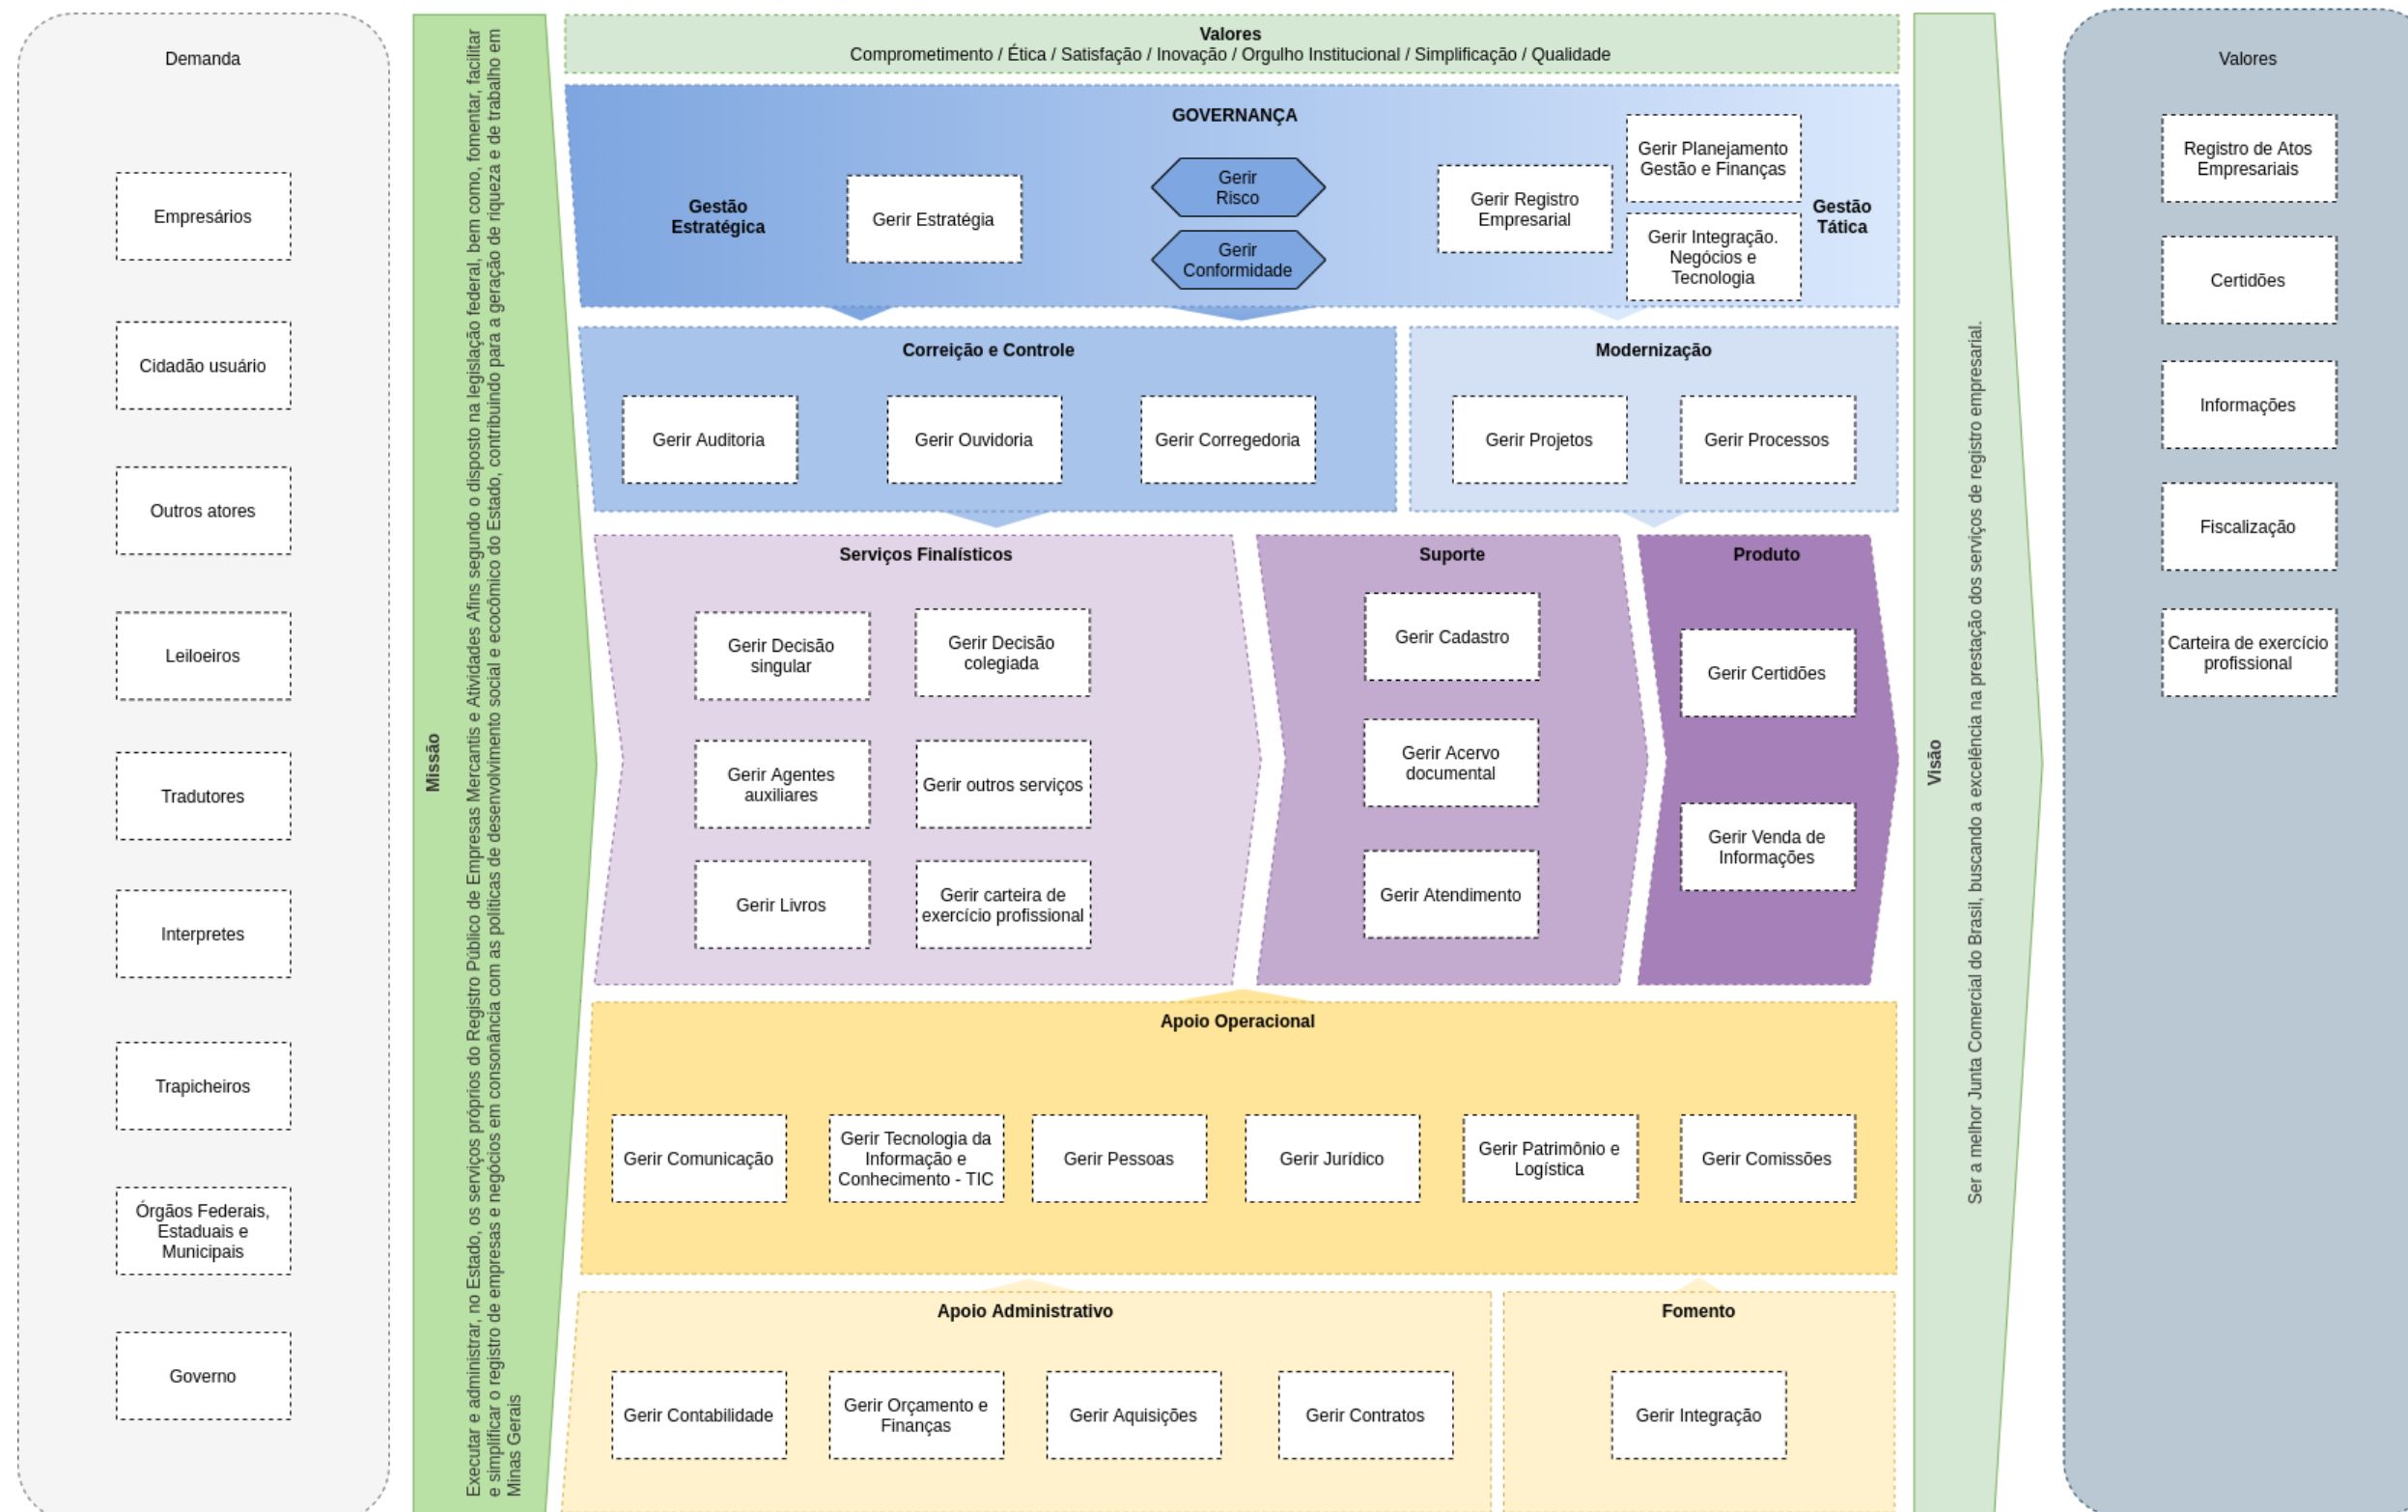 Demanda
Empresários
Cidadão usuário
Outros atores
Leiloeiros
Tradutores
Interpretes
Trapicheiros
Órgãos Federais,
Estaduais e
Municipais
Governo
Missão
Executar e administrar, no Estado, os serviços próprios do Registro Público de Empresas Mercantis e Atividades Afins segundo o disposto na legislação federal, bem como, fomentar, facilitar
e simplificar o registro de empresas e negócios em consonância com as políticas de desenvolvimento social e econômico do Estado, contribuindo para a geração de riqueza e de trabalho em
Minas Gerais
Valores
Comprometimento / Ética / Satisfação / Inovação / Orgulho Institucional / Simplificação / Qualidade
GOVERNANÇA
Gestão
Estratégica
Gerir Estratégia
Gerir
Risco
Gerir
Conformidade
Gerir Registro
Empresarial
Gerir Planejamento
Gestão e Finanças
Gerir Integração.
Negócios e
Tecnologia
Gestão
Tática
Correição e Controle
Gerir Auditoria
Gerir Ouvidoria
Gerir Corregedoria
Modernização
Gerir Projetos
Gerir Processos
Serviços Finalísticos
Gerir Decisão
singular
Gerir Decisão
colegiada
Gerir Agentes
auxiliares
Gerir outros serviços
Gerir Livros
Gerir carteira de
exercício profissional
Suporte
Gerir Cadastro
Gerir Acervo
documental
Gerir Atendimento
Produto
Gerir Certidões
Gerir Venda de
Informações
Apoio Operacional
Gerir Comunicação
Gerir Tecnologia da
Informação e
Conhecimento - TIC
Gerir Pessoas
Gerir Jurídico
Gerir Patrimônio e
Logística
Gerir Comissões
Apoio Administrativo
Gerir Contabilidade
Gerir Orçamento e
Finanças
Gerir Aquisições
Gerir Contratos
Fomento
Gerir Integração
Visão
Ser a melhor Junta Comercial do Brasil, buscando a exelência na prestação dos serviços de registro empresarial.
Valores
Registro de Atos
Empresariais
Certidões
Informações
Fiscalização
Carteira de exercício
profissional